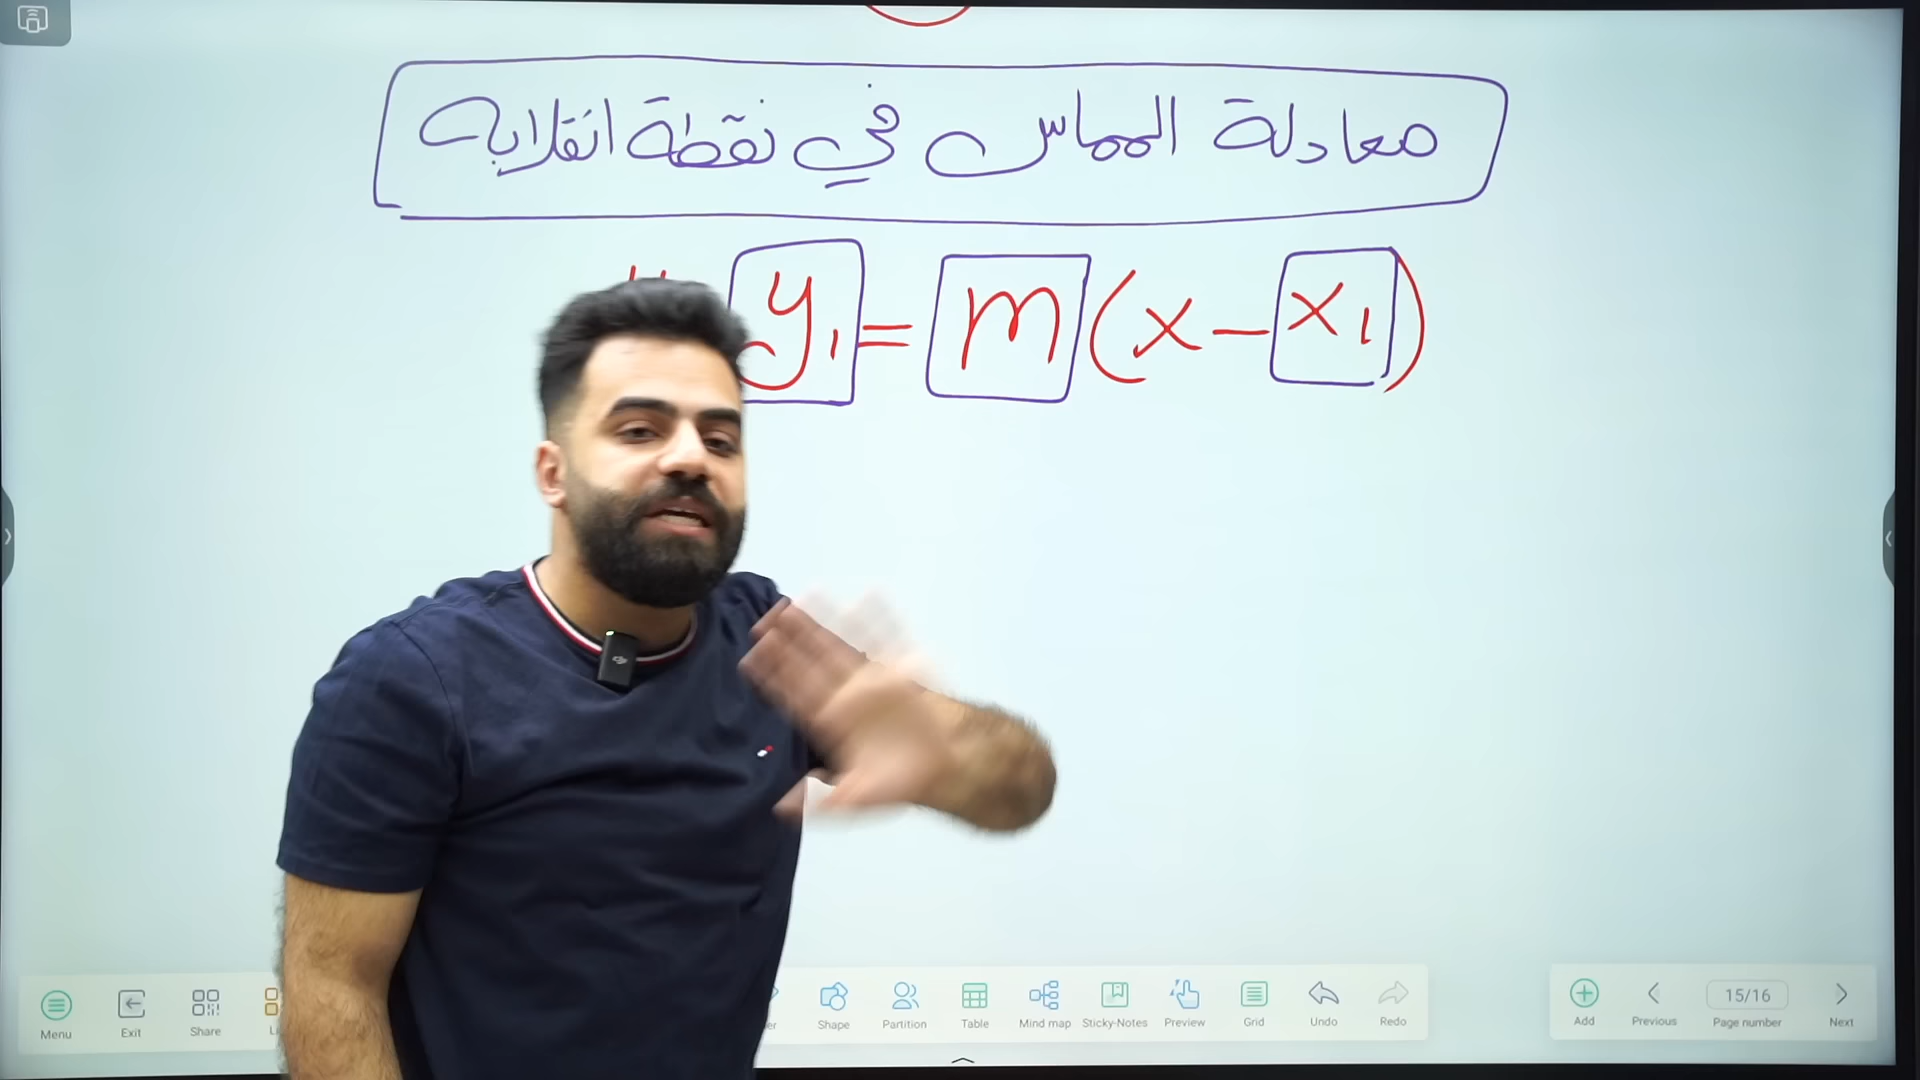 معادلة المماس في نقطة انقلابه
y₁ = m (x - x₁)
Menu
Exit
Share
Shape
Partition
Table
Mind map
Sticky-Notes
Preview
Grid
Undo
Redo
Add
Previous
15/16
Page number
Next